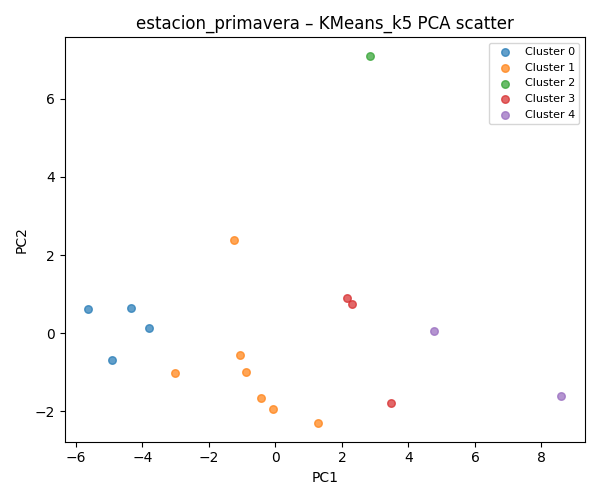 estacion_primavera – KMeans_k5 PCA scatter
Cluster 0
Cluster 1
Cluster 2
Cluster 3
Cluster 4
PC2
6
4
2
0
−2
−6
−4
−2
0
2
4
6
8
PC1